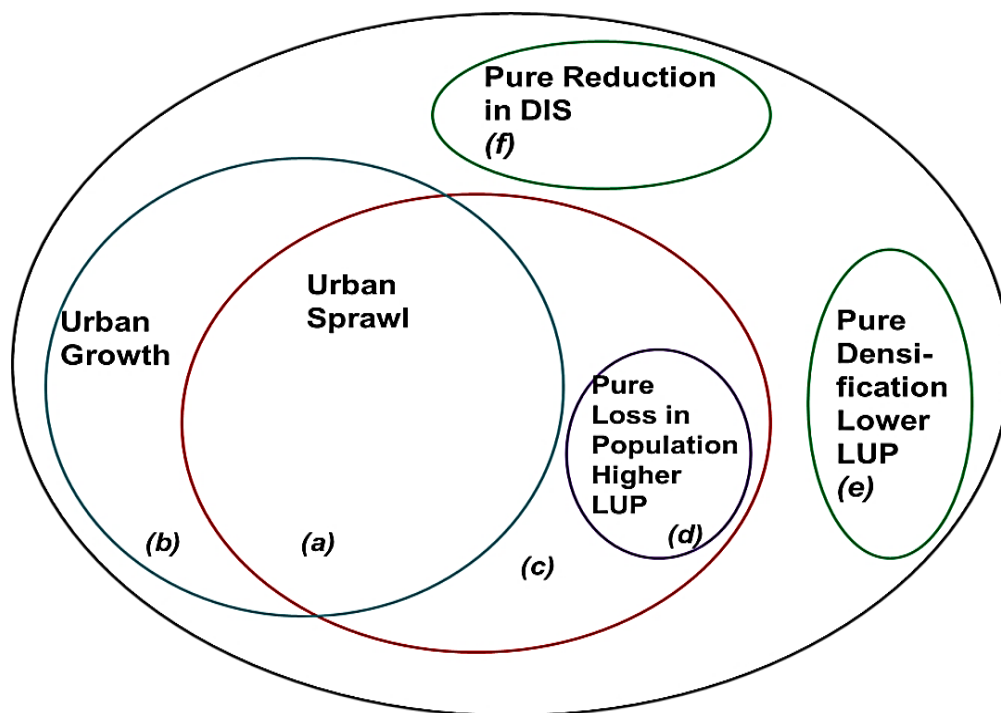 Pure Reduction
in DIS
(f)
Urban
Sprawl
Urban
Growth
Pure
Densi-
fication
Lower
LUP
(e)
Pure
Loss in
Population
Higher
LUP
(d)
(b)
(a)
(c)